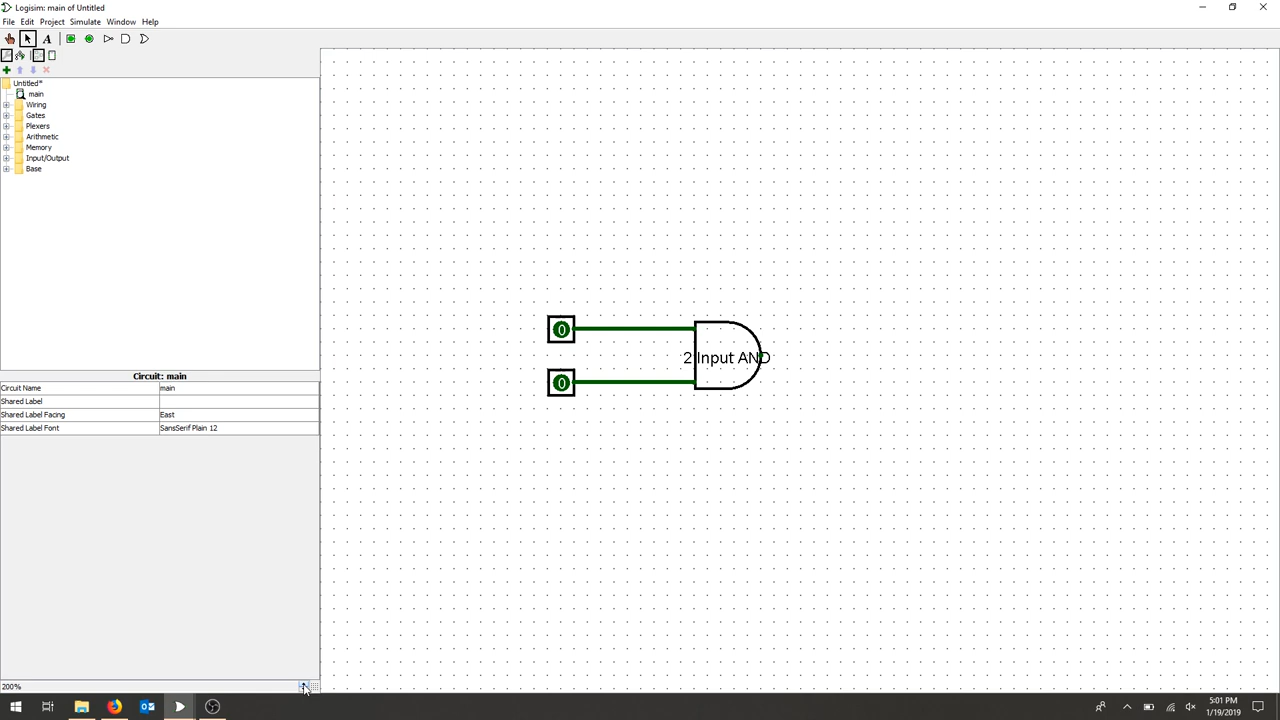 Logisim: main of Untitled
File Edit Project Simulate Window Help
A
Untitled*
main
Wiring
Gates
Plexers
Arithmetic
Memory
Input/Output
Base
Circuit: main
Circuit Name main
Shared Label
Shared Label Facing East
Shared Label Font SansSerif Plain 12
0
2 Input AND
0
200%
5:01 PM
1/19/2019